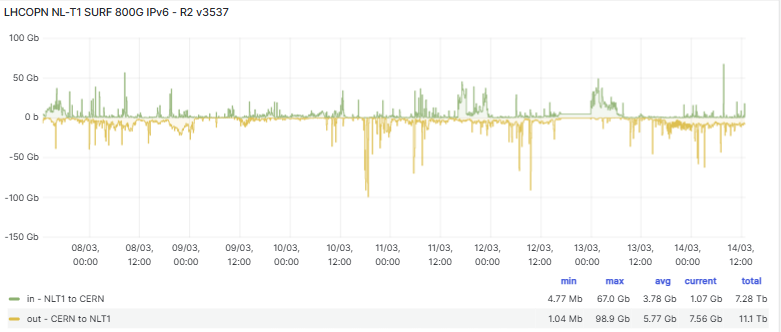 LHCOPN NL-T1 SURF 800G IPv6 - R2 v3537
100 Gb
50 Gb
0 b
-50 Gb
-100 Gb
-150 Gb
08/03, 08/03, 09/03, 09/03, 10/03, 10/03, 11/03, 11/03, 12/03, 12/03, 13/03, 13/03, 14/03, 14/03,
00:00 12:00 00:00 12:00 00:00 12:00 00:00 12:00 00:00 12:00 00:00 12:00 00:00 12:00
min max avg current total
in - NLT1 to CERN 4.77 Mb 67.0 Gb 3.78 Gb 1.07 Gb 7.28 Tb
out - CERN to NLT1 1.04 Mb 98.9 Gb 5.77 Gb 7.56 Gb 11.1 Tb